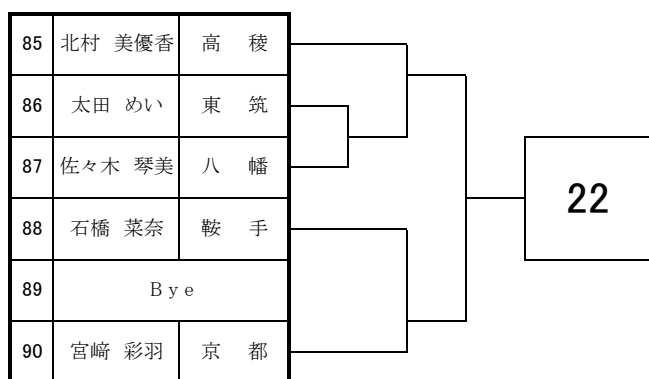 85 北村 美優香 高 稜
86 太田 めい 東 筑
87 佐々木 琴美 八 幡
22
88 石橋 菜奈 鞍 手
89 Bye
90 宮﨑 彩羽 京 都